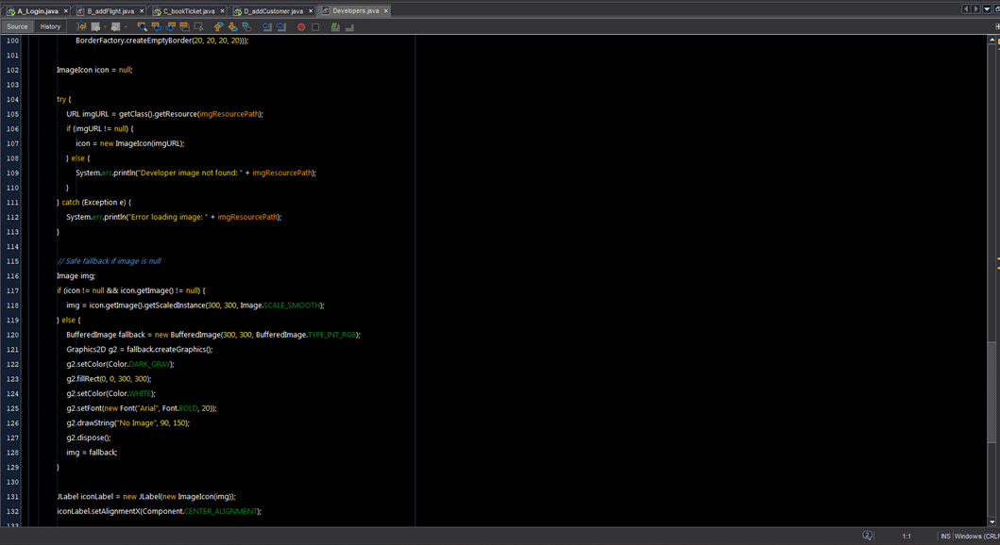 A_Login.java × B_addFlight.java × C_bookTicket.java × D_addCustomer.java × Developers.java ×
Source History
100 BorderFactory.createEmptyBorder(20, 20, 20, 20)));
101
102 ImageIcon icon = null;
103
104 try {
105 URL imgURL = getClass().getResource(imgResourcePath);
106 if (imgURL != null) {
107 icon = new ImageIcon(imgURL);
108 } else {
109 System.err.println("Developer image not found: " + imgResourcePath);
110 }
111 } catch (Exception e) {
112 System.err.println("Error loading image: " + imgResourcePath);
113 }
114
115 // Safe fallback if image is null
116 Image img;
117 if (icon != null && icon.getImage() != null) {
118 img = icon.getImage().getScaledInstance(300, 300, Image.SCALE_SMOOTH);
119 } else {
120 BufferedImage fallback = new BufferedImage(300, 300, BufferedImage.TYPE_INT_RGB);
121 Graphics2D g2 = fallback.createGraphics();
122 g2.setColor(Color.DARK_GRAY);
123 g2.fillRect(0, 0, 300, 300);
124 g2.setColor(Color.WHITE);
125 g2.setFont(new Font("Arial", Font.BOLD, 20));
126 g2.drawString("No Image", 90, 150);
127 g2.dispose();
128 img = fallback;
129 }
130
131 JLabel iconLabel = new JLabel(new ImageIcon(img));
132 iconLabel.setAlignmentX(Component.CENTER_ALIGNMENT);
133
2 1:1 INS Windows (CRLF